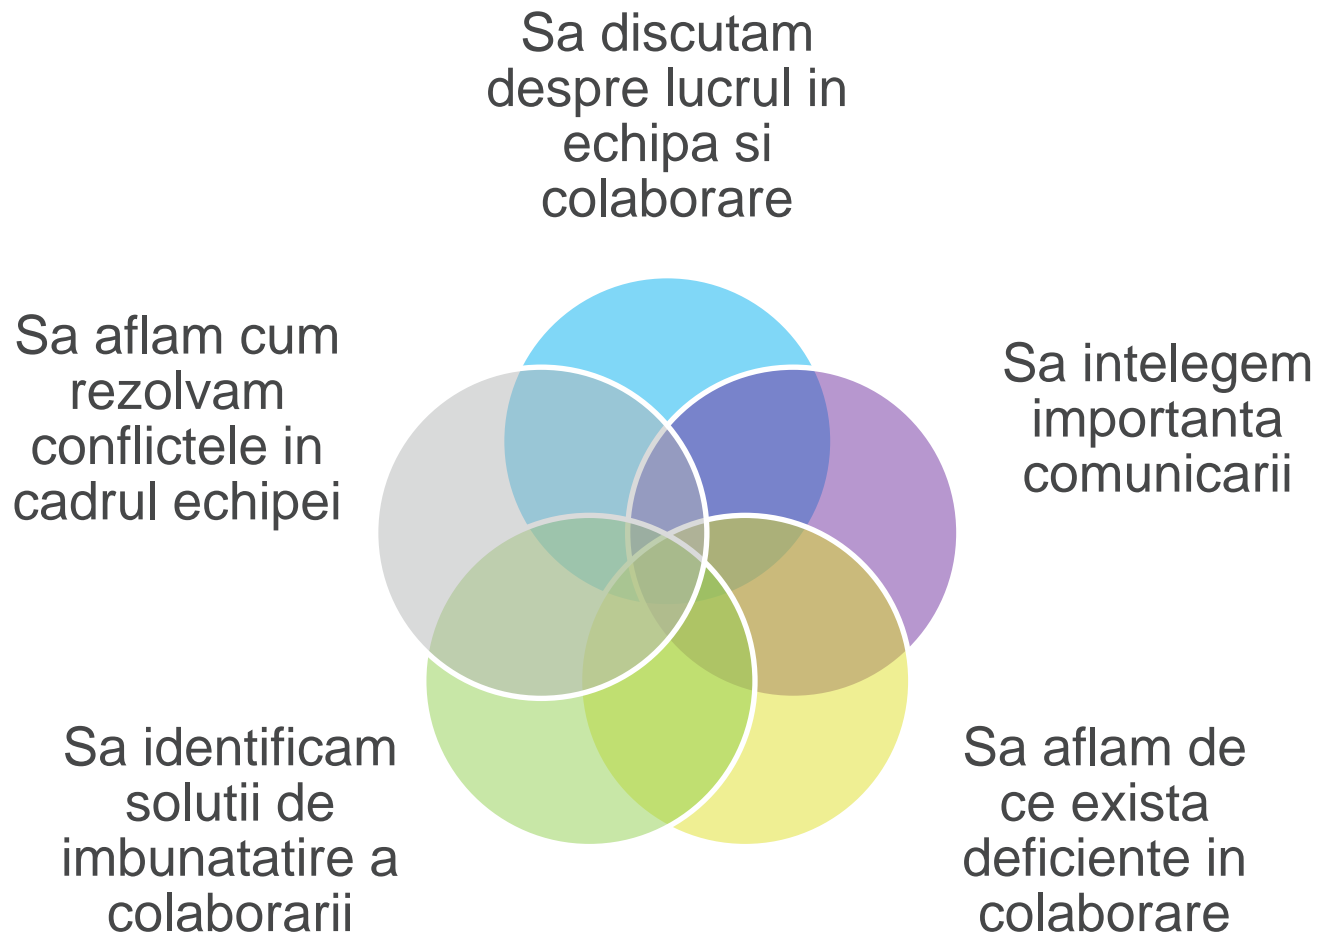 Sa discutam
despre lucrul in
echipa si
colaborare
Sa intelegem
importanta
comunicarii
Sa aflam de
ce exista
deficiente in
colaborare
Sa identificam
solutii de
imbunatatire a
colaborarii
Sa aflam cum
rezolvam
conflictele in
cadrul echipei